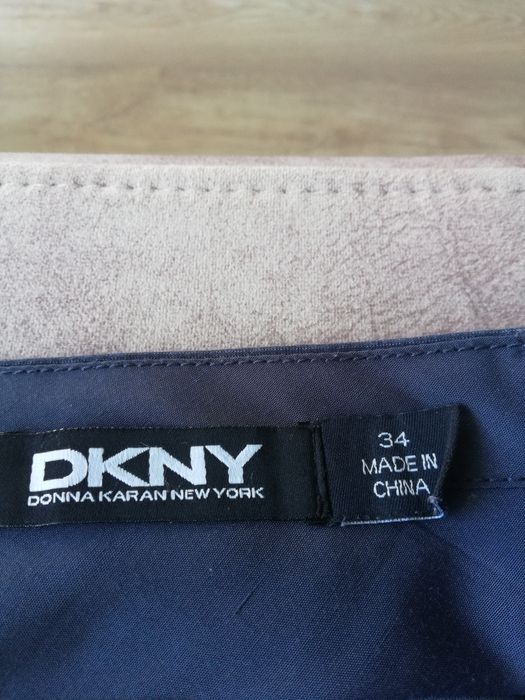 DKNY
DONNA KARAN NEW YORK
34
MADE IN
CHINA